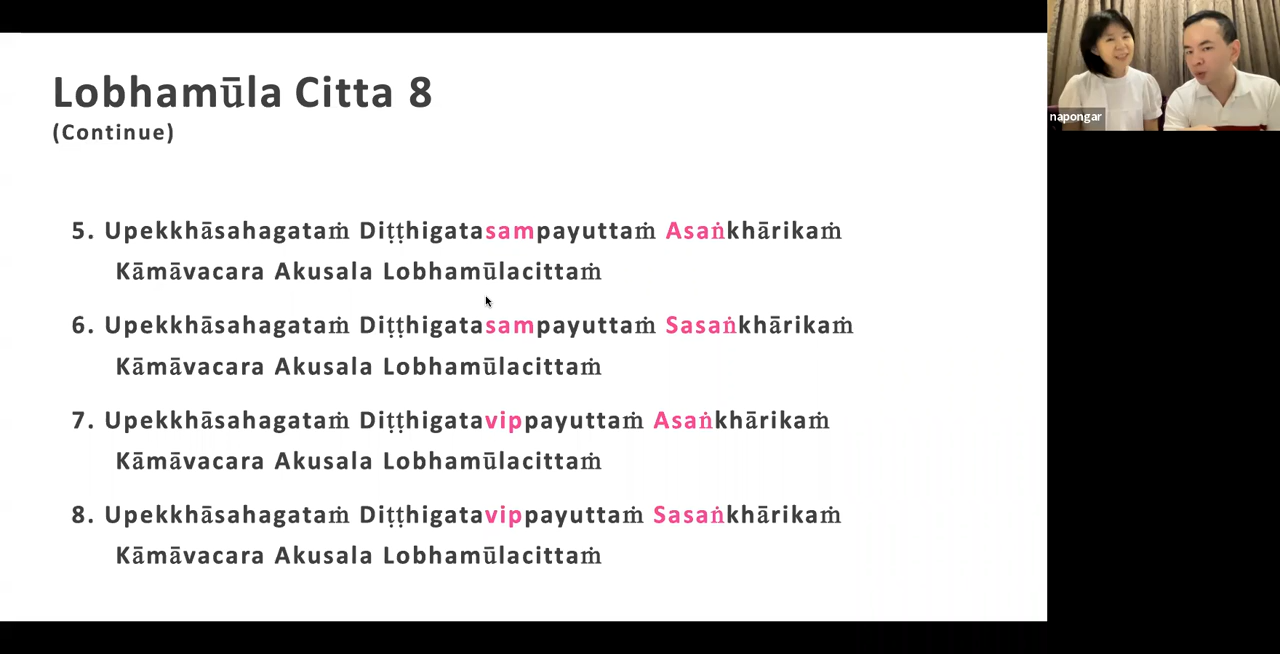 Lobhamūla Citta 8
(Continue)
napongar
5. Upekkhāsahagataṁ Diṭṭhigatasampayuttaṁ Asaṅkhārikaṁ
Kāmāvacara Akusala Lobhamūlacittaṁ
6. Upekkhāsahagataṁ Diṭṭhigatasampayuttaṁ Sasaṅkhārikaṁ
Kāmāvacara Akusala Lobhamūlacittaṁ
7. Upekkhāsahagataṁ Diṭṭhigatavippayuttaṁ Asaṅkhārikaṁ
Kāmāvacara Akusala Lobhamūlacittaṁ
8. Upekkhāsahagataṁ Diṭṭhigatavippayuttaṁ Sasaṅkhārikaṁ
Kāmāvacara Akusala Lobhamūlacittaṁ